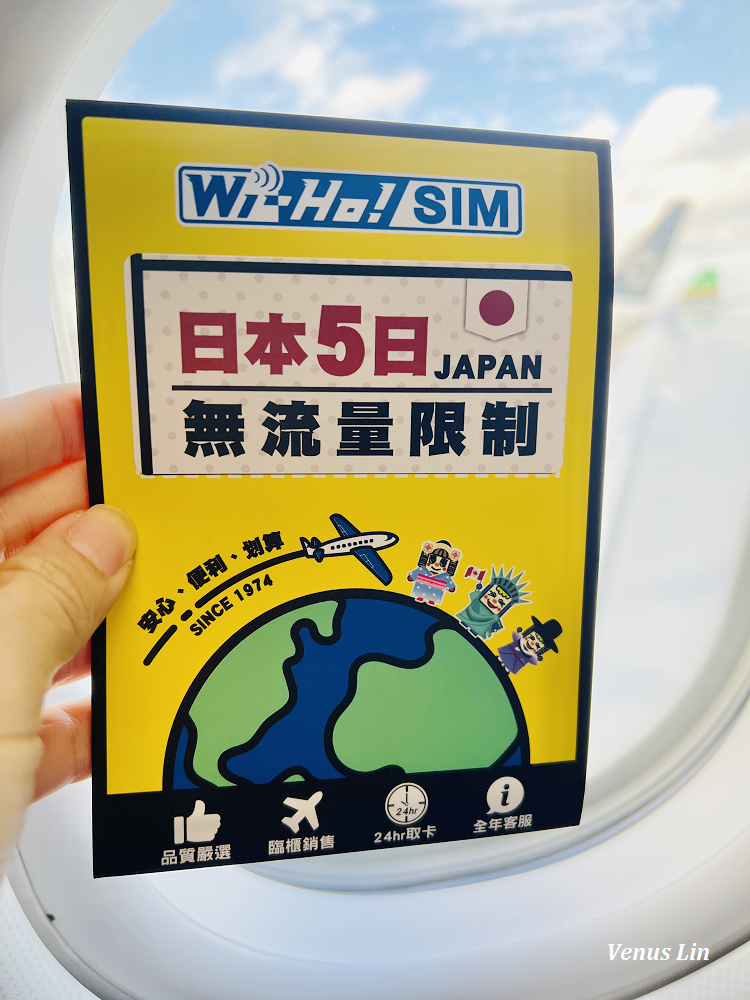 Wi-Ho! SIM
日本5日 JAPAN
無流量限制
安心、便利、划算
SINCE 1974
24hr
品質嚴選
臨櫃銷售
24hr取卡
全年客服
Venus Lin